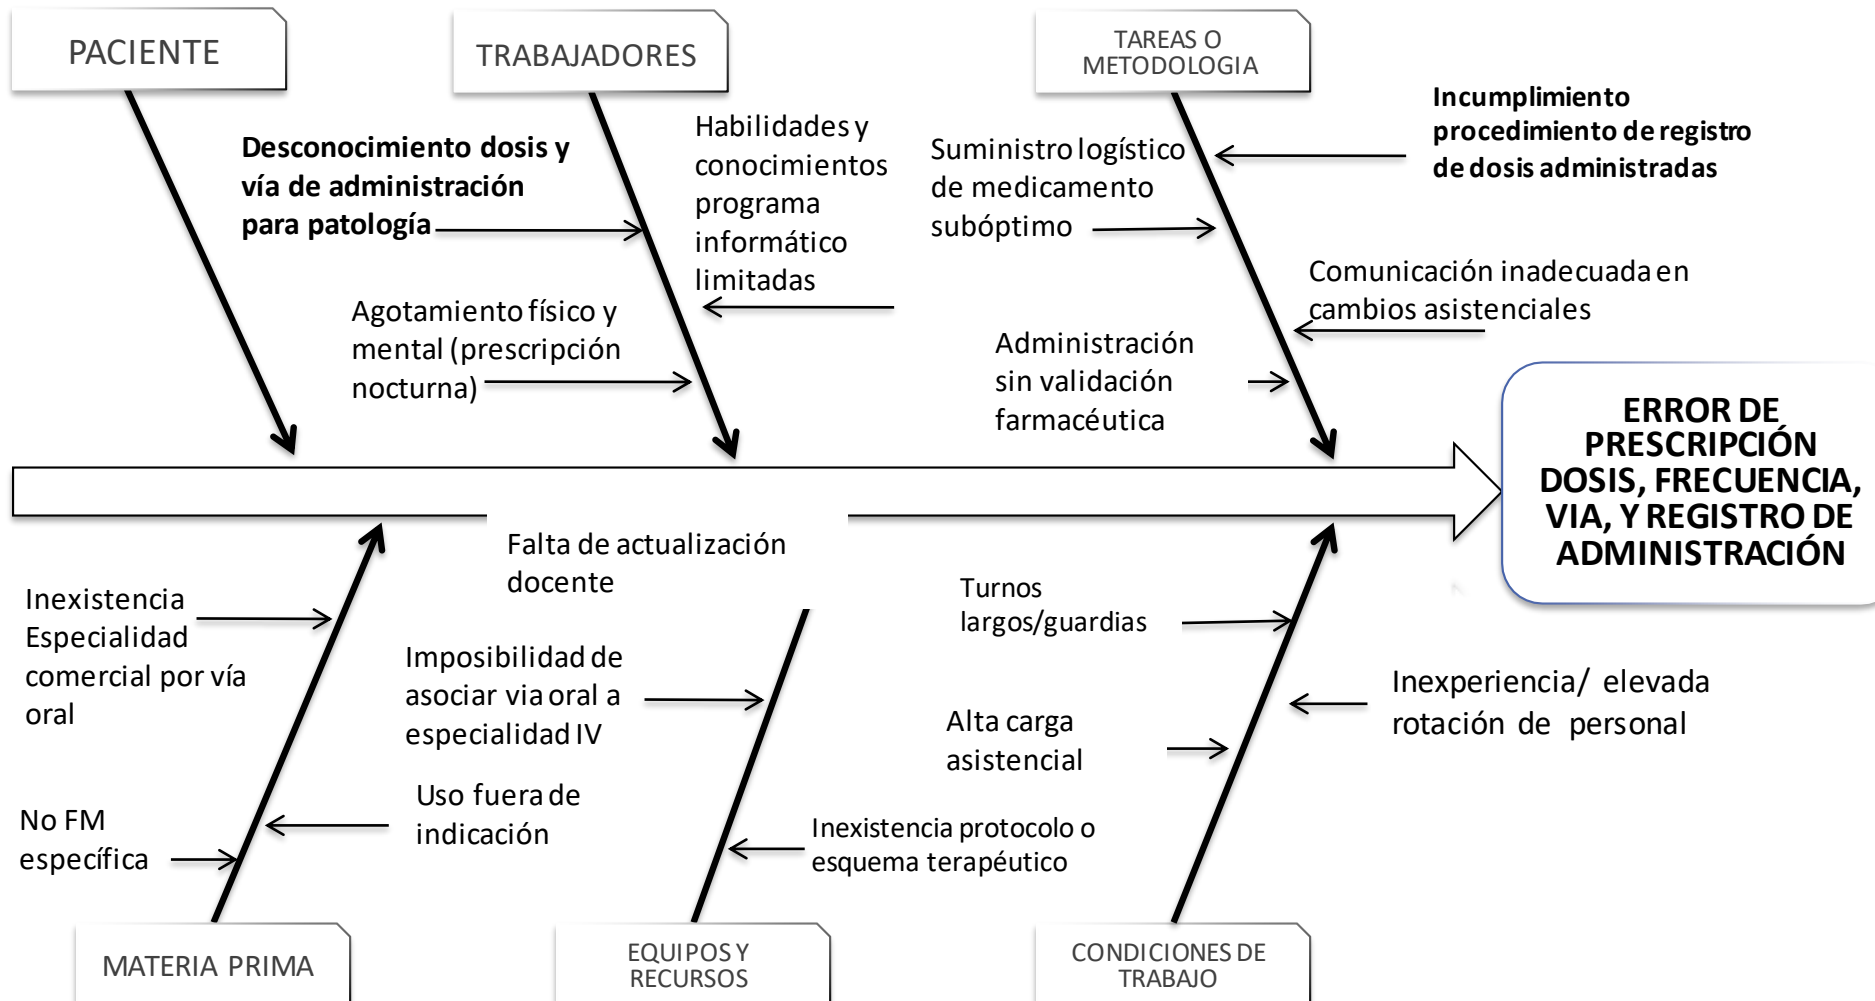 PACIENTE
TRABAJADORES
TAREAS O
METODOLOGIA
Desconocimiento dosis y
vía de administración
para patología
Habilidades y
conocimientos
programa
informático
limitadas
Agotamiento físico y
mental (prescripción
nocturna)
Suministro logístico
de medicamento
subóptimo
Incumplimiento
procedimiento de registro
de dosis administradas
Comunicación inadecuada en
cambios asistenciales
Administración
sin validación
farmacéutica
ERROR DE
PRESCRIPCIÓN
DOSIS, FRECUENCIA,
VIA, Y REGISTRO DE
ADMINISTRACIÓN
Inexistencia
Especialidad
comercial por vía
oral
No FM
específica
Uso fuera de
indicación
Falta de actualización
docente
Imposibilidad de
asociar via oral a
especialidad IV
Inexistencia protocolo o
esquema terapéutico
Turnos
largos/guardias
Alta carga
asistencial
Inexperiencia/ elevada
rotación de personal
MATERIA PRIMA
EQUIPOS Y
RECURSOS
CONDICIONES DE
TRABAJO